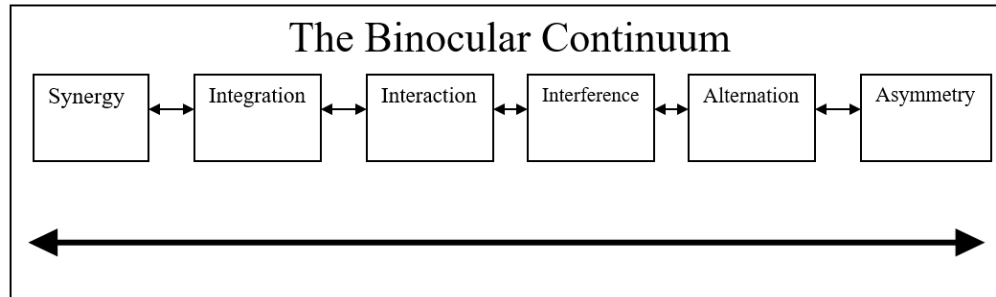 The Binocular Continuum
Synergy
Integration
Interaction
Interference
Alternation
Asymmetry